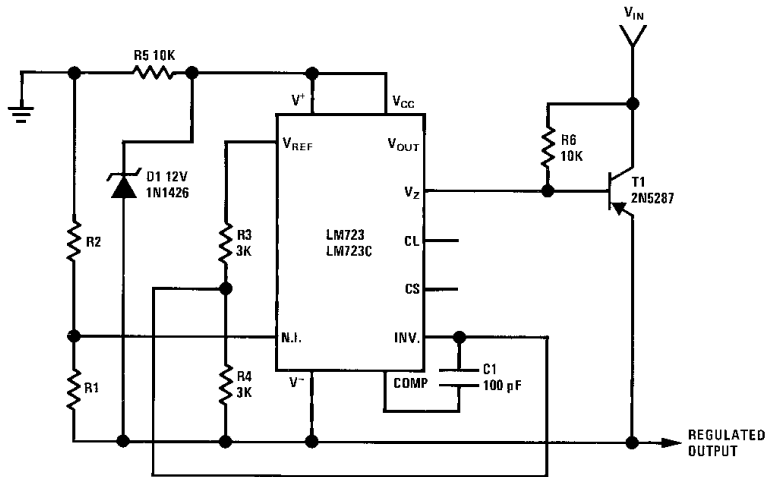 V_IN
R5 10K
V+
V_CC
V_REF
V_OUT
R6
10K
D1 12V
1N1426
T1
2N5287
V_Z
R2
R3
3K
LM723
LM723C
CL
CS
N.I.
INV.
R1
R4
3K
V−
COMP
C1
100 pF
REGULATED
OUTPUT